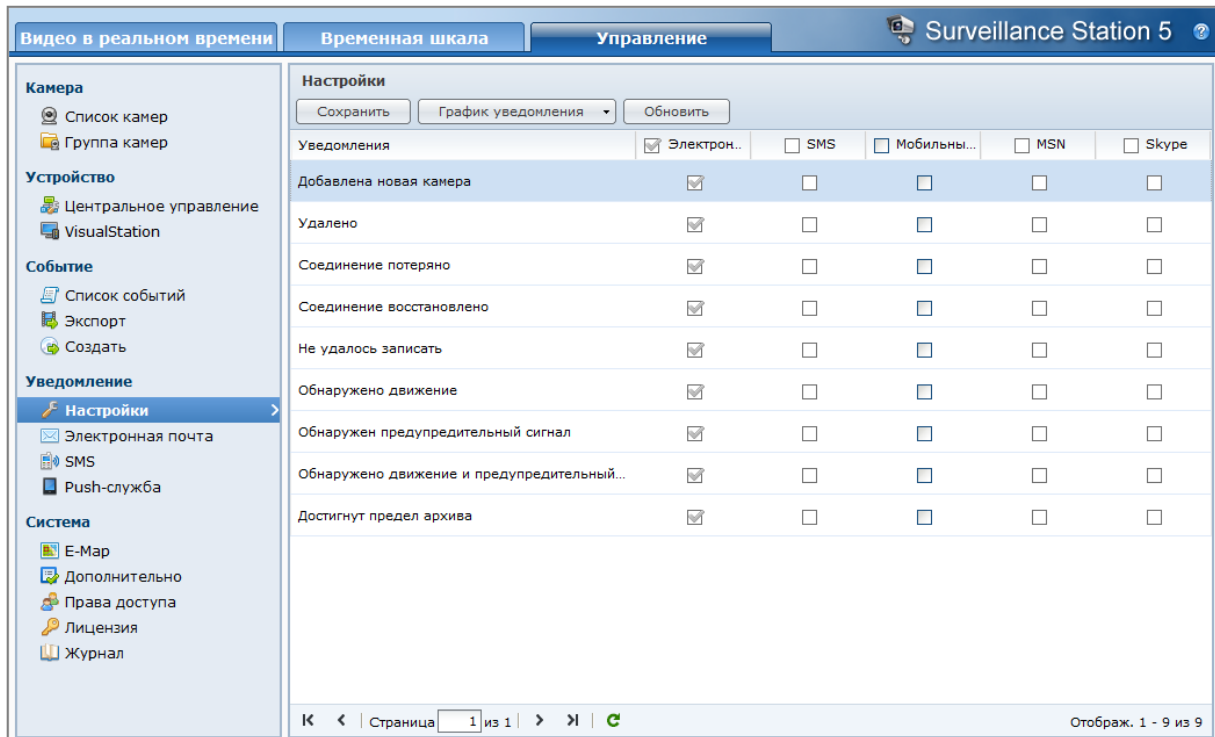 Видео в реальном времени Временная шкала Управление Surveillance Station 5 ?
Камера
Список камер
Группа камер
Устройство
Центральное управление
VisualStation
Событие
Список событий
Экспорт
Создать
Уведомление
Настройки
Электронная почта
SMS
Push-служба
Система
E-Map
Дополнительно
Права доступа
Лицензия
Журнал
Настройки
Сохранить График уведомления Обновить
Уведомления Электрон.. SMS Мобильны... MSN Skype
Добавлена новая камера
Удалено
Соединение потеряно
Соединение восстановлено
Не удалось записать
Обнаружено движение
Обнаружен предупредительный сигнал
Обнаружено движение и предупредительный...
Достигнут предел архива
Страница 1 из 1 Отображ. 1 - 9 из 9